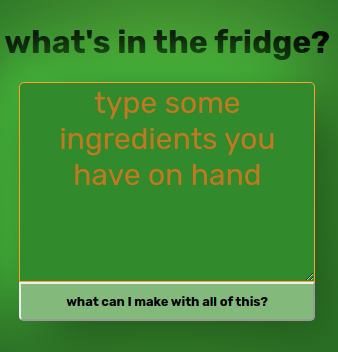 what's in the fridge?
type some
ingredients you
have on hand
what can I make with all of this?